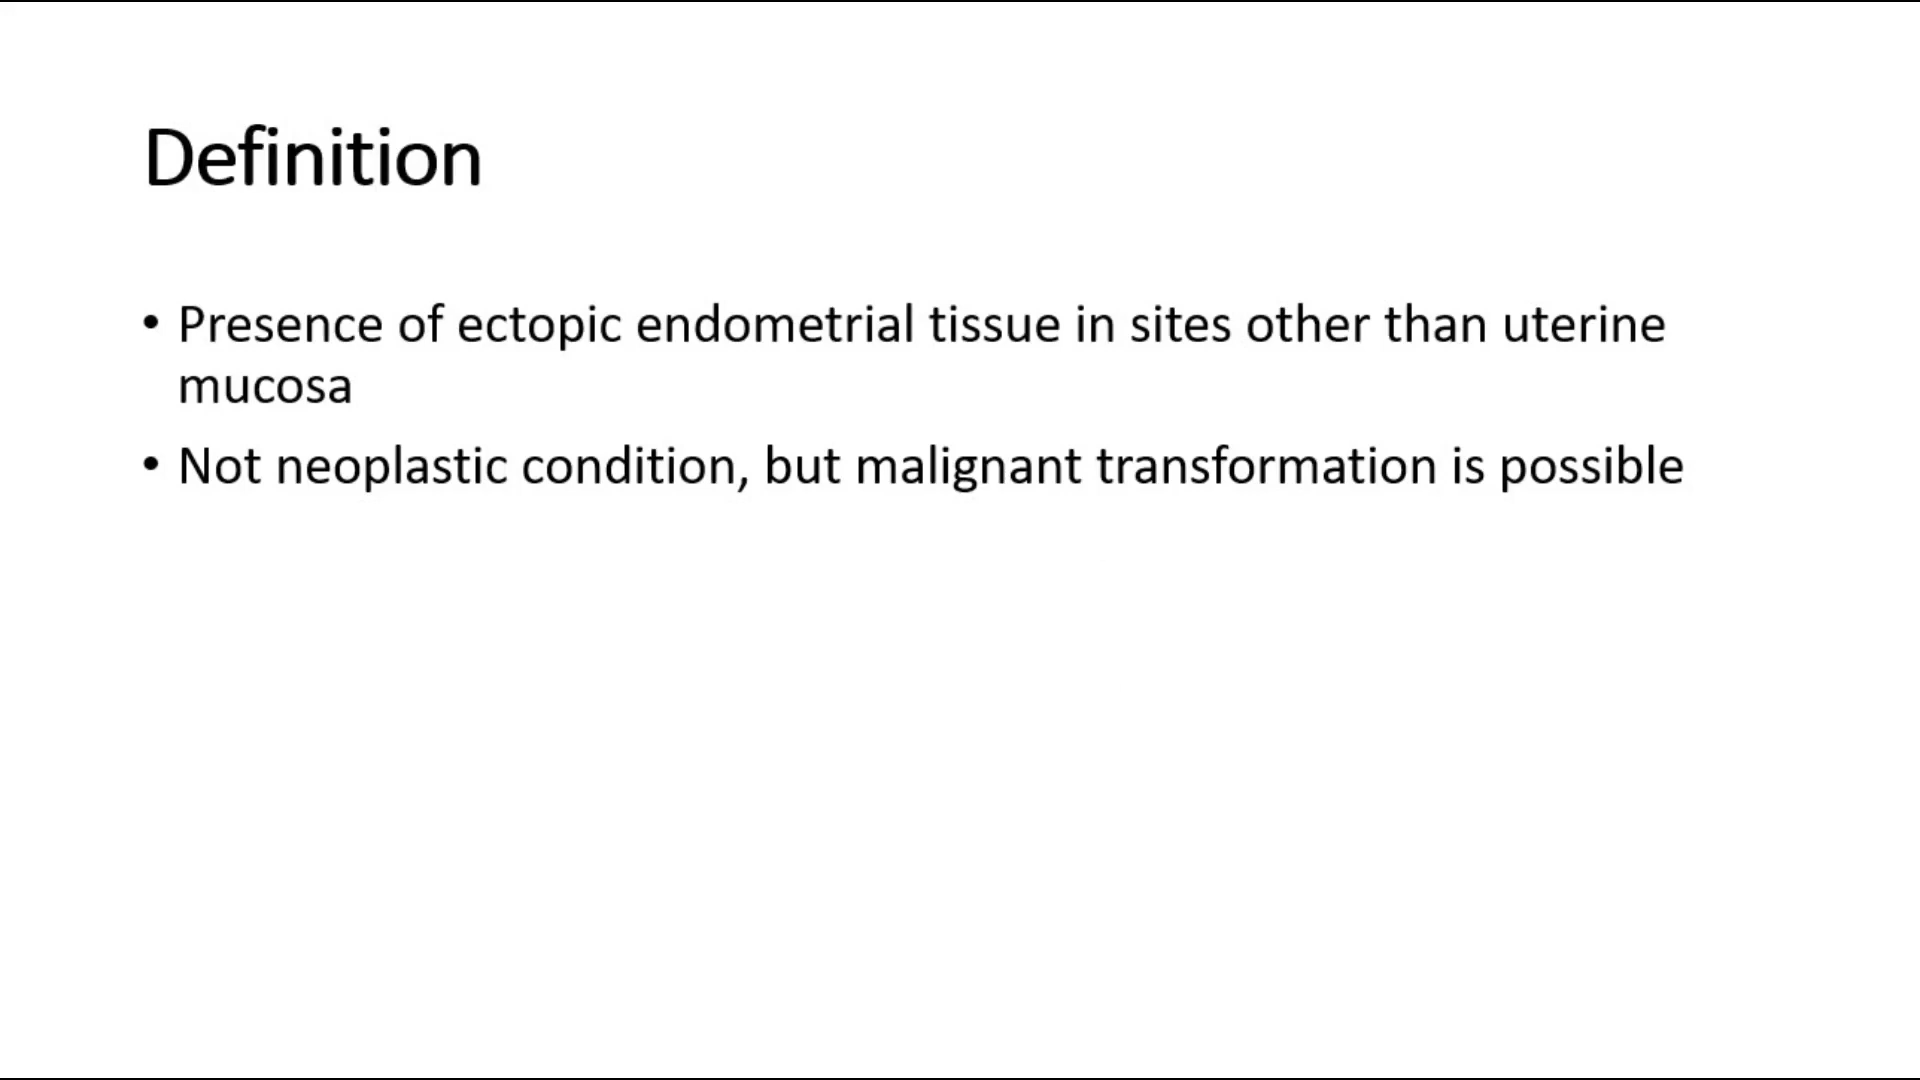 Definition
• Presence of ectopic endometrial tissue in sites other than uterine
mucosa
• Not neoplastic condition, but malignant transformation is possible